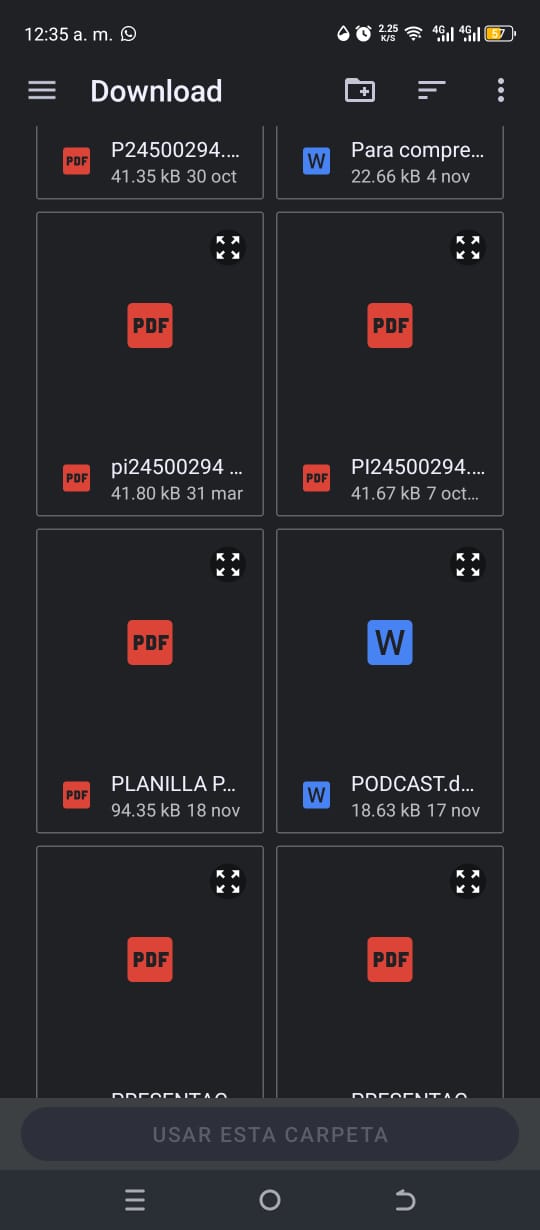 12:35 a. m.
2.25 K/S
4G 4G 57
Download
PDF P24500294.... W Para compre...
41.35 kB 30 oct 22.66 kB 4 nov
PDF PDF
PDF pi24500294 ... PDF PI24500294....
41.80 kB 31 mar 41.67 kB 7 oct...
PDF W
PDF PLANILLA P... W PODCAST.d...
94.35 kB 18 nov 18.63 kB 17 nov
PDF PDF
USAR ESTA CARPETA